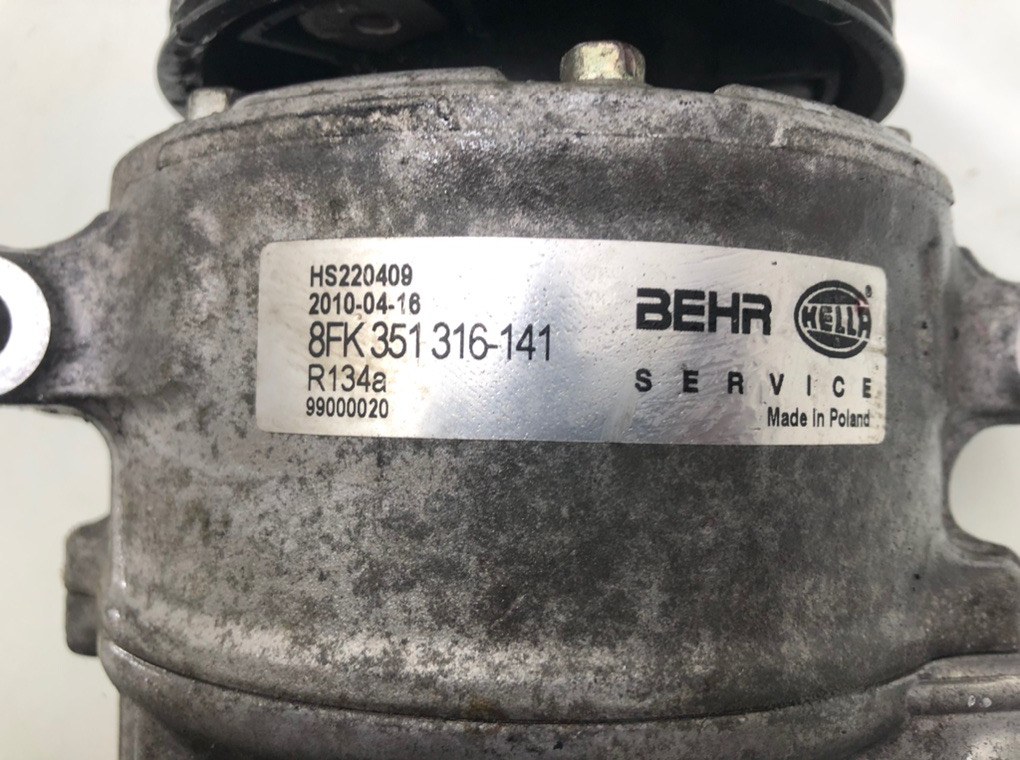 HS220409
2010-04-16
8FK 351 316-141
R134a
99000020
BEHR HELLA®
SERVICE
Made in Poland